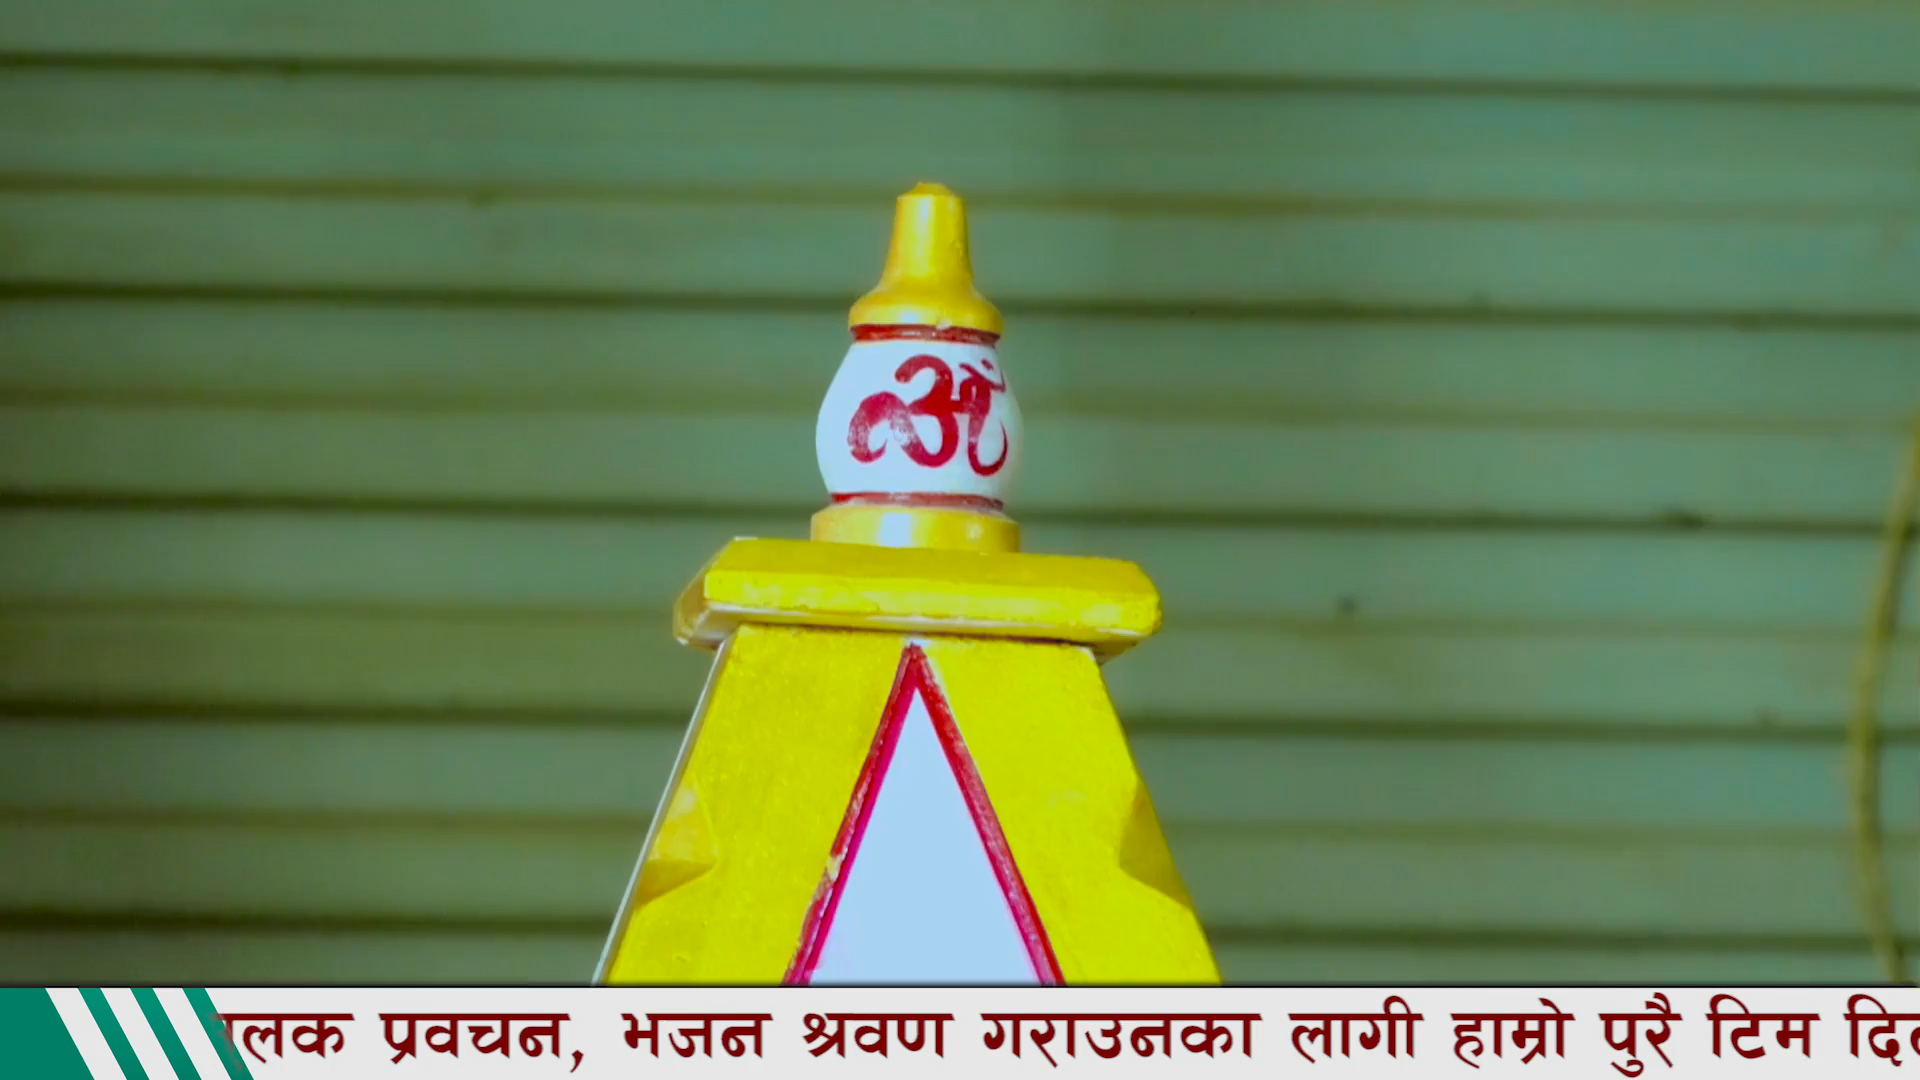 ॐ
प्रवचन, भजन श्रवण गराउनका लागी हाम्रो पुरै टिम